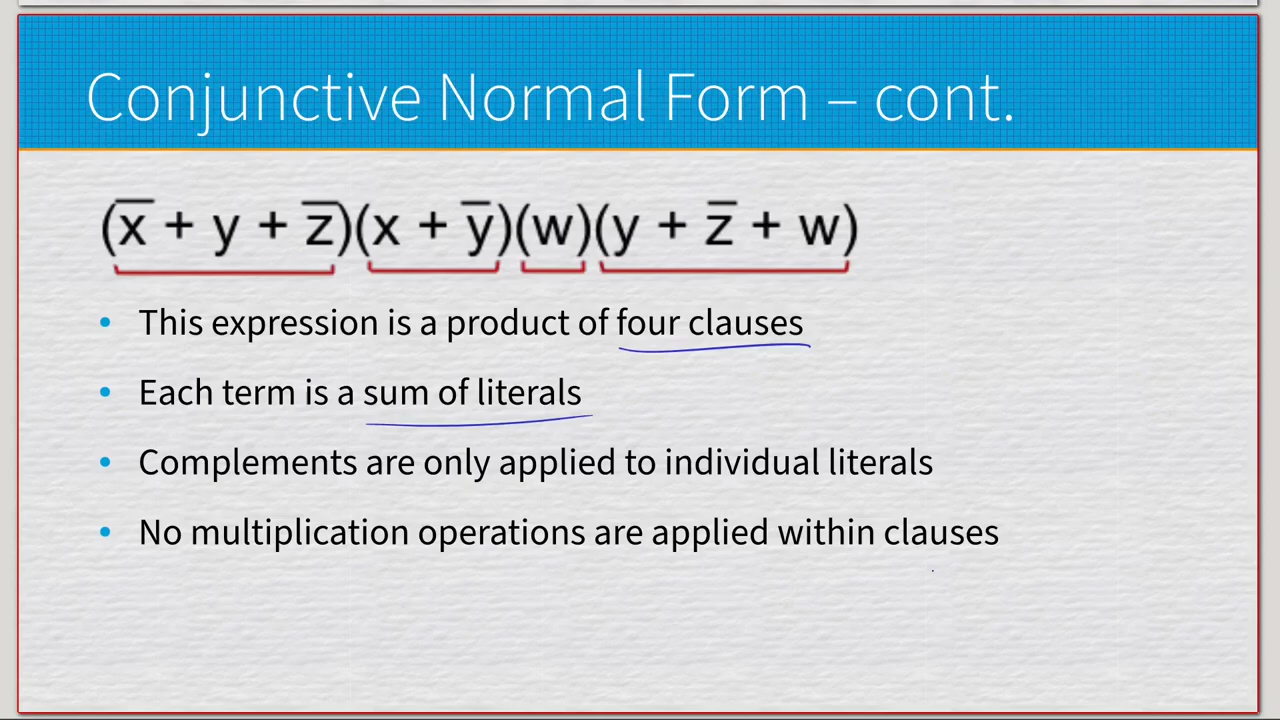 Conjunctive Normal Form – cont.
(x̅ + y + z̅)(x + y̅)(w)(y + z̅ + w)
• This expression is a product of four clauses
• Each term is a sum of literals
• Complements are only applied to individual literals
• No multiplication operations are applied within clauses